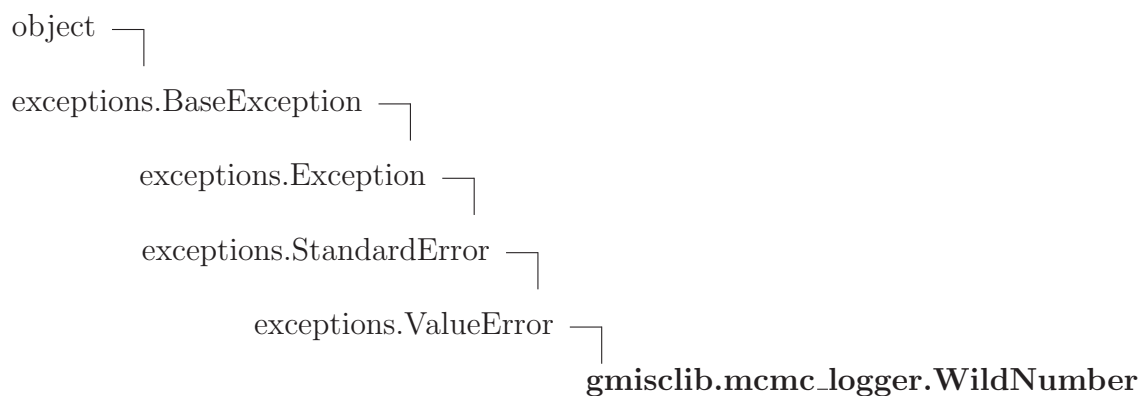 object
exceptions.BaseException
exceptions.Exception
exceptions.StandardError
exceptions.ValueError
gmisclib.mcmc_logger.WildNumber